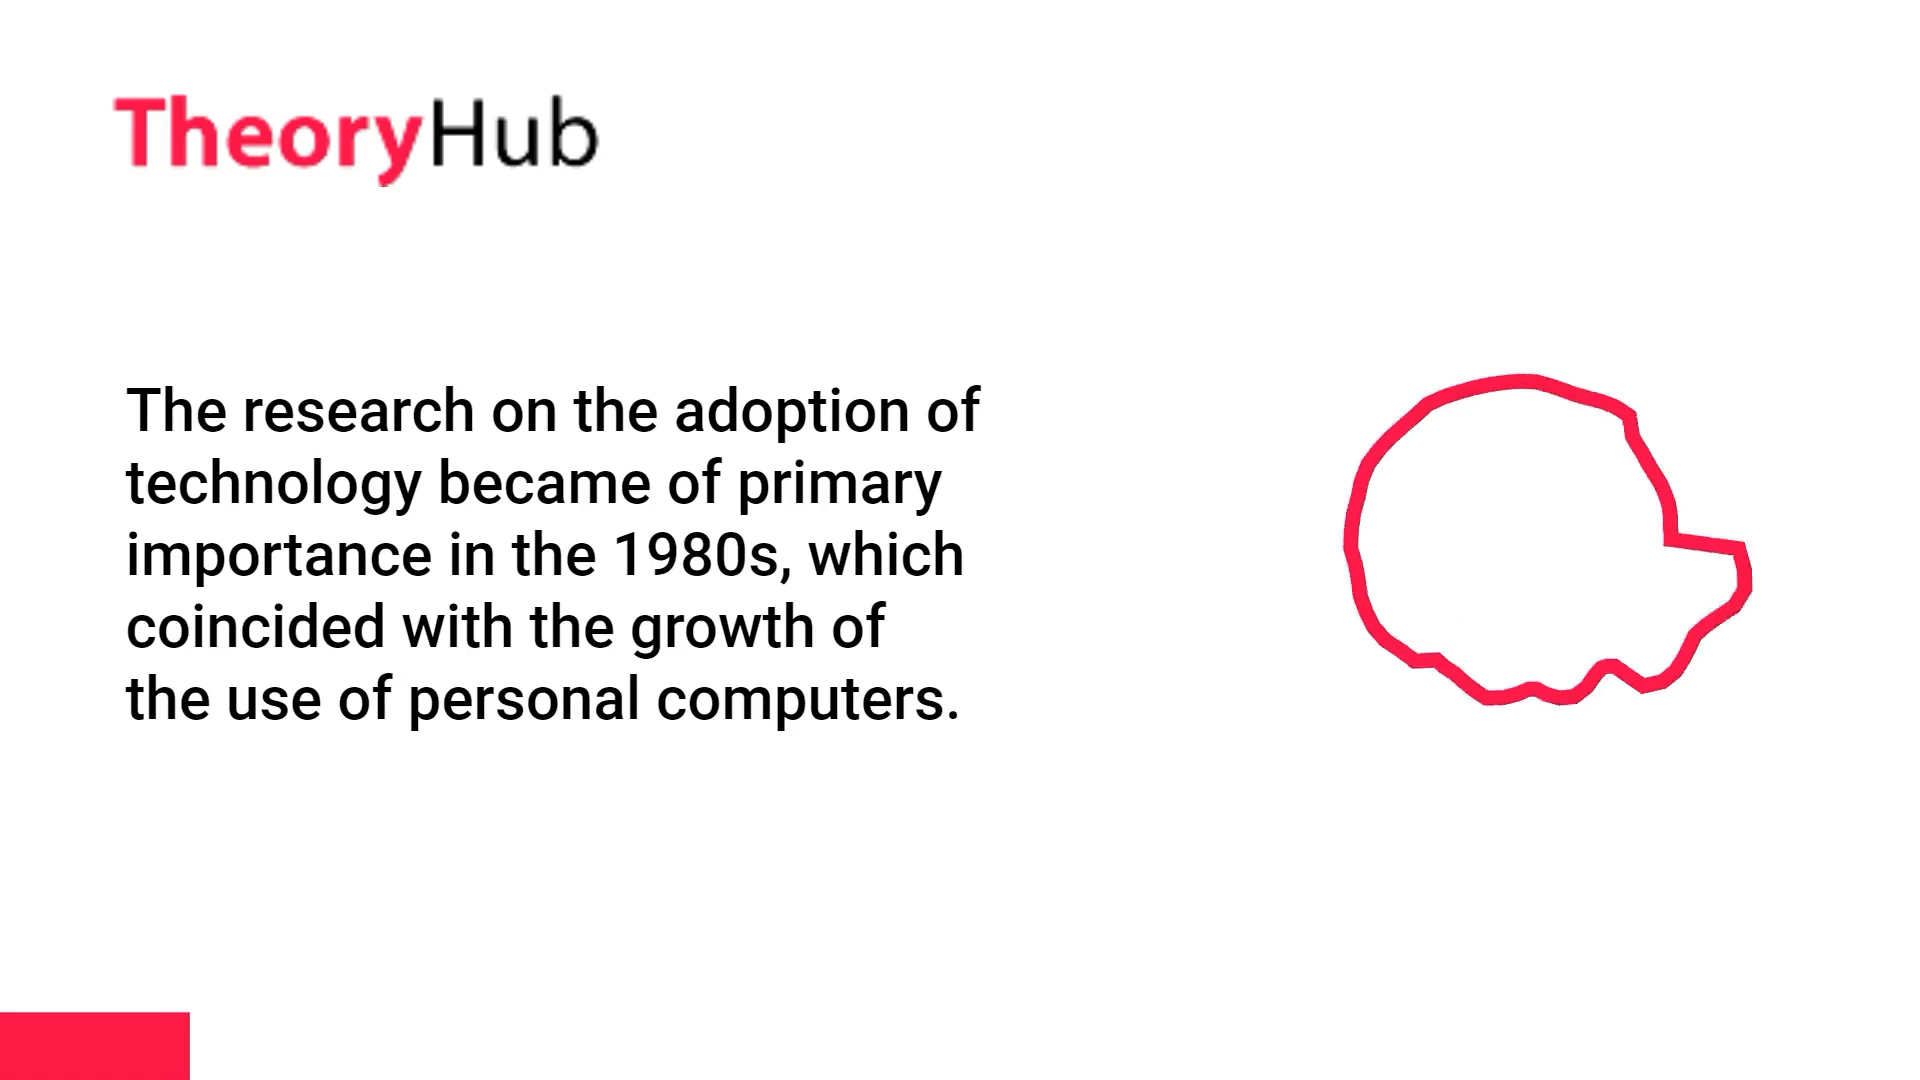 TheoryHub
The research on the adoption of
technology became of primary
importance in the 1980s, which
coincided with the growth of
the use of personal computers.